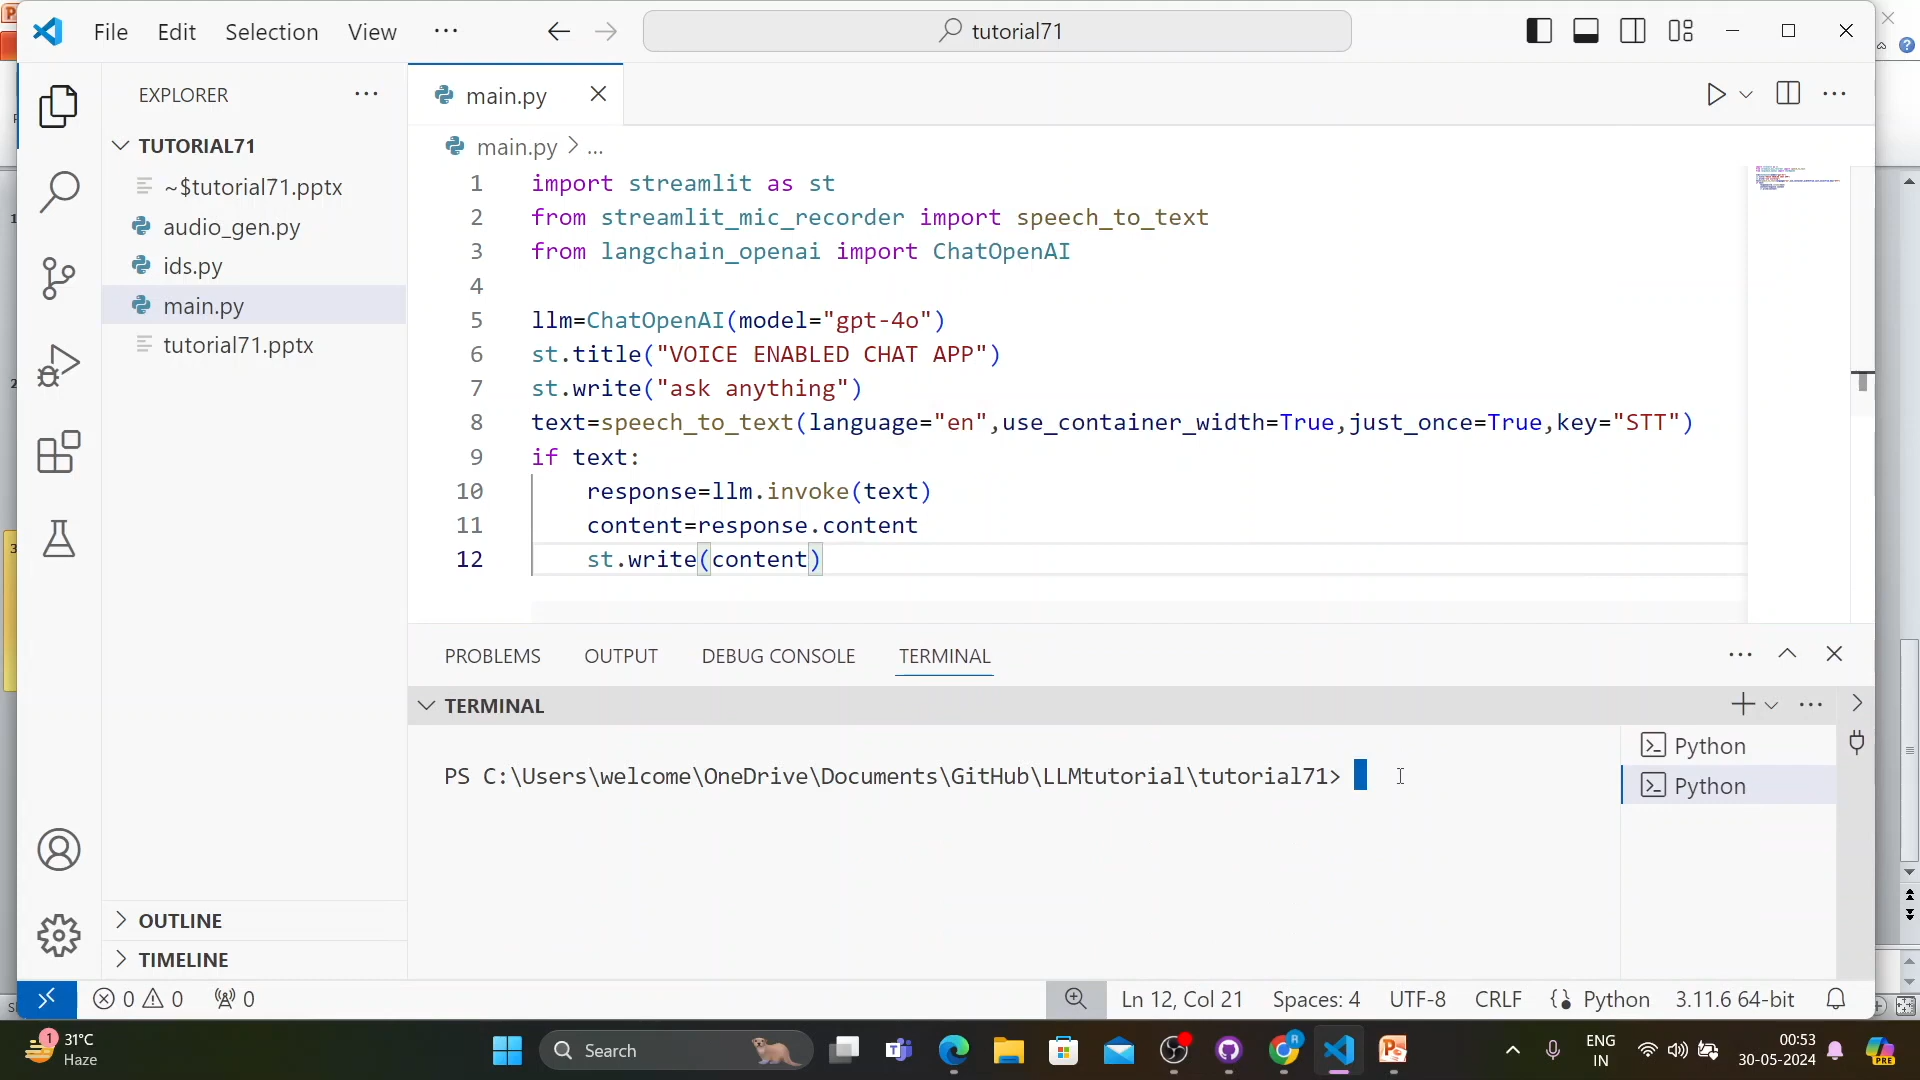 File Edit Selection View ... tutorial71
EXPLORER
TUTORIAL71
~$tutorial71.pptx
audio_gen.py
ids.py
main.py
tutorial71.pptx
OUTLINE
TIMELINE
main.py
main.py > ...
1 import streamlit as st
2 from streamlit_mic_recorder import speech_to_text
3 from langchain_openai import ChatOpenAI
4
5 llm=ChatOpenAI(model="gpt-4o")
6 st.title("VOICE ENABLED CHAT APP")
7 st.write("ask anything")
8 text=speech_to_text(language="en",use_container_width=True,just_once=True,key="STT")
9 if text:
10 response=llm.invoke(text)
11 content=response.content
12 st.write(content)
PROBLEMS OUTPUT DEBUG CONSOLE TERMINAL
TERMINAL
PS C:\Users\welcome\OneDrive\Documents\GitHub\LLMtutorial\tutorial71>
Python
Python
0 0 0 Ln 12, Col 21 Spaces: 4 UTF-8 CRLF Python 3.11.6 64-bit
1 31°C
Haze
Search
ENG
IN
00:53
30-05-2024
PRE